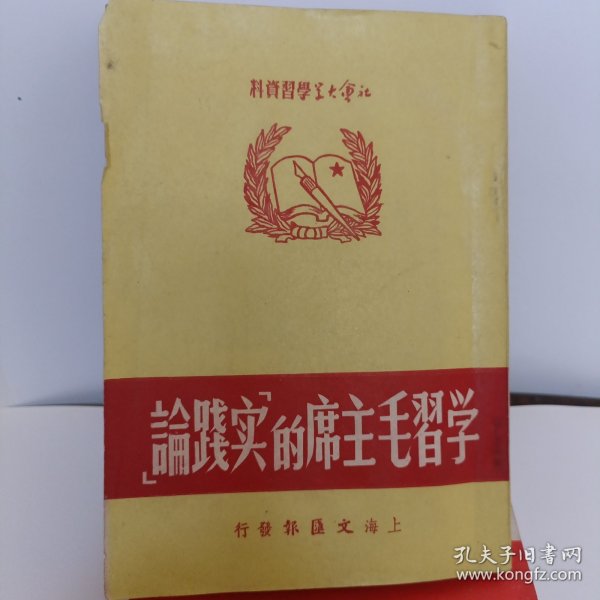 社會大学學習資料
学習毛主席的「实踐論」
上海文匯報發行
孔夫子旧书网
www.kongfz.com